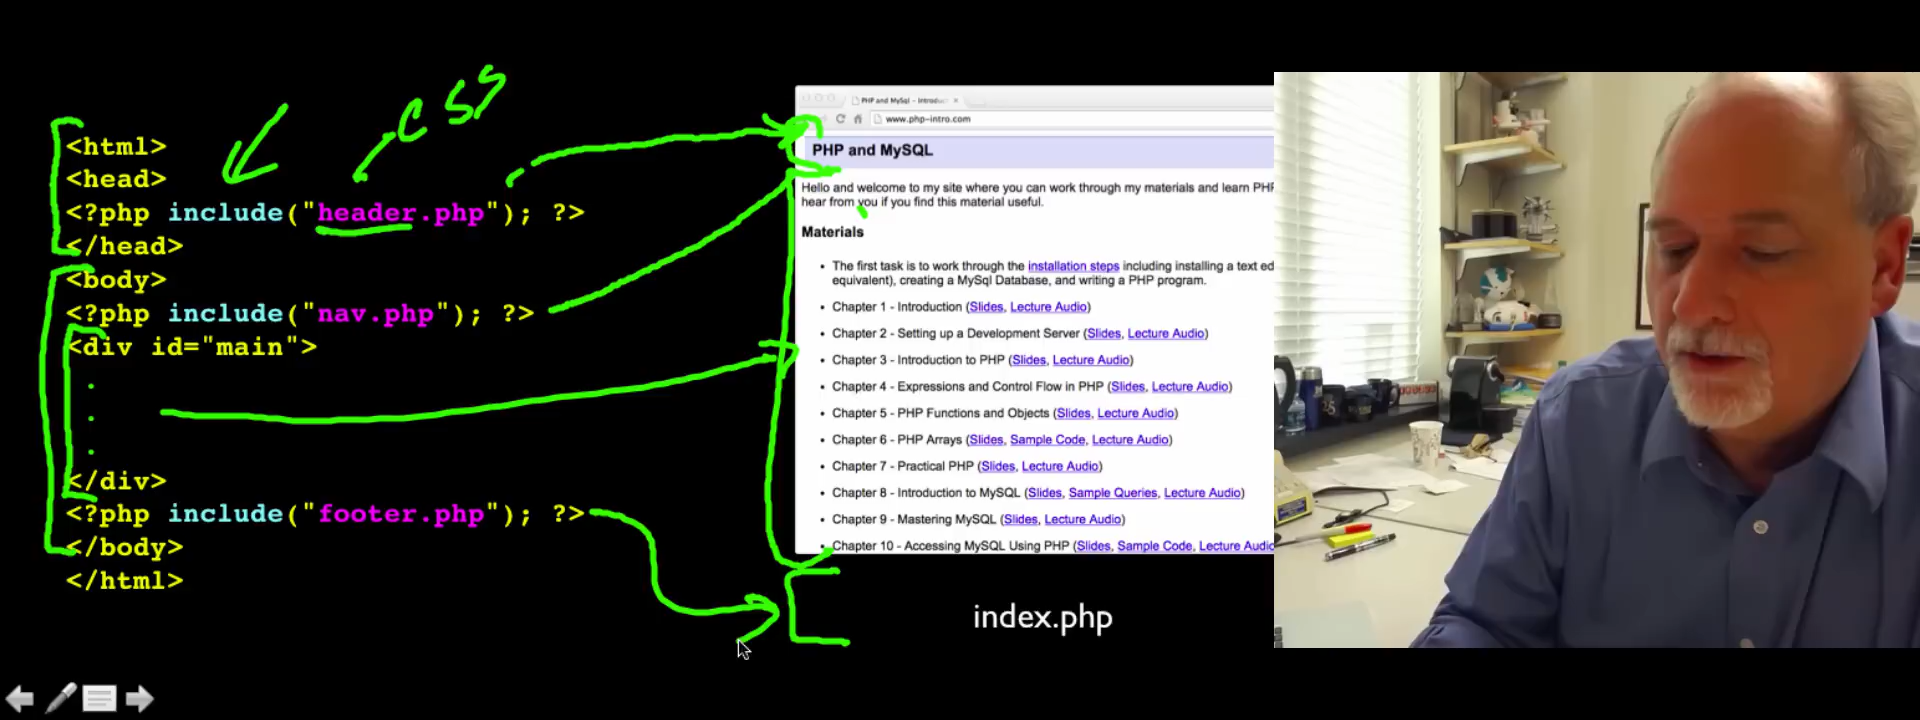 css
<html>
<head>
<?php include("header.php"); ?>
</head>
<body>
<?php include("nav.php"); ?>
<div id="main">
.
.
.
</div>
<?php include("footer.php"); ?>
</body>
</html>
PHP and MySql - Introduc
www.php-intro.com
PHP and MySQL
Hello and welcome to my site where you can work through my materials and learn PHP
hear from you if you find this material useful.
Materials
• The first task is to work through the installation steps including installing a text ed
equivalent), creating a MySql Database, and writing a PHP program.
• Chapter 1 - Introduction (Slides, Lecture Audio)
• Chapter 2 - Setting up a Development Server (Slides, Lecture Audio)
• Chapter 3 - Introduction to PHP (Slides, Lecture Audio)
• Chapter 4 - Expressions and Control Flow in PHP (Slides, Lecture Audio)
• Chapter 5 - PHP Functions and Objects (Slides, Lecture Audio)
• Chapter 6 - PHP Arrays (Slides, Sample Code, Lecture Audio)
• Chapter 7 - Practical PHP (Slides, Lecture Audio)
• Chapter 8 - Introduction to MySQL (Slides, Sample Queries, Lecture Audio)
• Chapter 9 - Mastering MySQL (Slides, Lecture Audio)
Chapter 10 - Accessing MySQL Using PHP (Slides, Sample Code, Lecture Audio
index.php